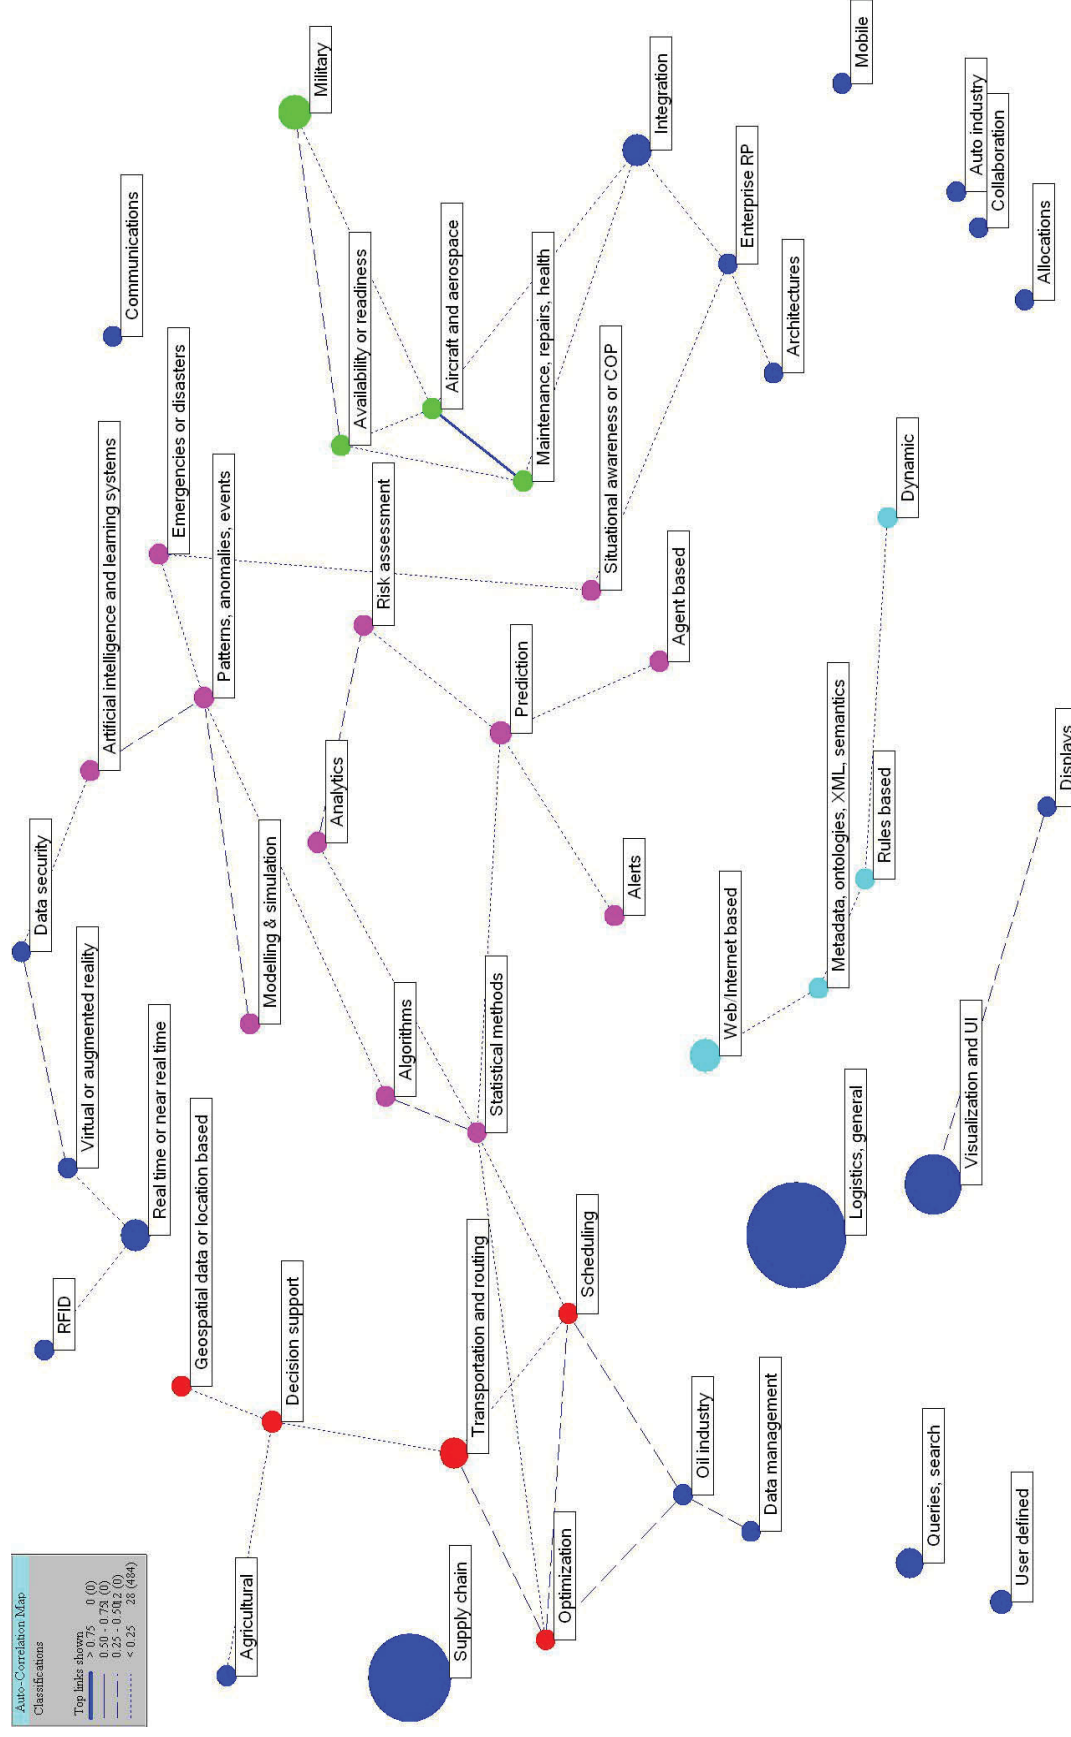 Auto-Correlation Map
Classifications
Top links shown
> 0.75 0 (0)
0.50 - 0.75 1 (0)
0.25 - 0.50 12 (0)
< 0.25 28 (484)
Data security
RFID
Virtual or augmented reality
Artificial intelligence and learning systems
Communications
Real time or near real time
Emergencies or disasters
Geospatial data or location based
Patterns, anomalies, events
Agricultural
Modelling & simulation
Decision support
Military
Analytics
Availability or readiness
Risk assessment
Algorithms
Aircraft and aerospace
Supply chain
Transportation and routing
Statistical methods
Prediction
Maintenance, repairs, health
Optimization
Scheduling
Situational awareness or COP
Alerts
Integration
Agent based
Oil industry
Web/Internet based
Enterprise RP
Data management
Architectures
Metadata, ontologies, XML, semantics
Logistics, general
Mobile
Rules based
Dynamic
Queries, search
Visualization and UI
Auto industry
Collaboration
User defined
Allocations
Displays